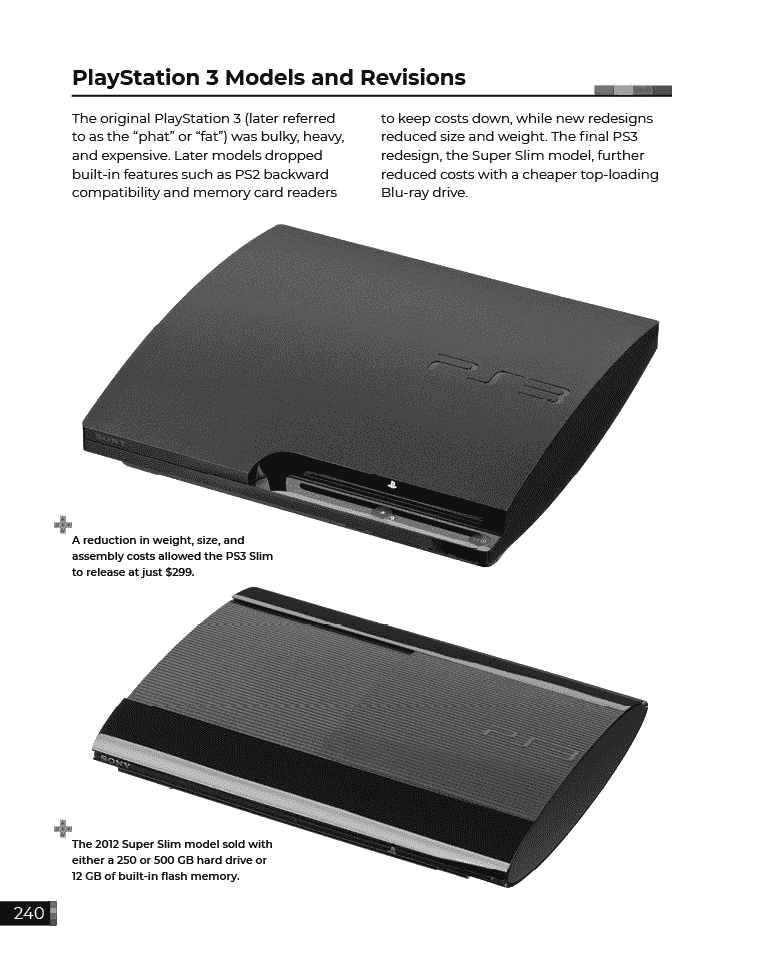 PlayStation 3 Models and Revisions
The original PlayStation 3 (later referred
to as the “phat” or “fat”) was bulky, heavy,
and expensive. Later models dropped
built-in features such as PS2 backward
compatibility and memory card readers
to keep costs down, while new redesigns
reduced size and weight. The final PS3
redesign, the Super Slim model, further
reduced costs with a cheaper top-loading
Blu-ray drive.
PS3
SONY
A reduction in weight, size, and
assembly costs allowed the PS3 Slim
to release at just $299.
PS3
SONY
The 2012 Super Slim model sold with
either a 250 or 500 GB hard drive or
12 GB of built-in flash memory.
240